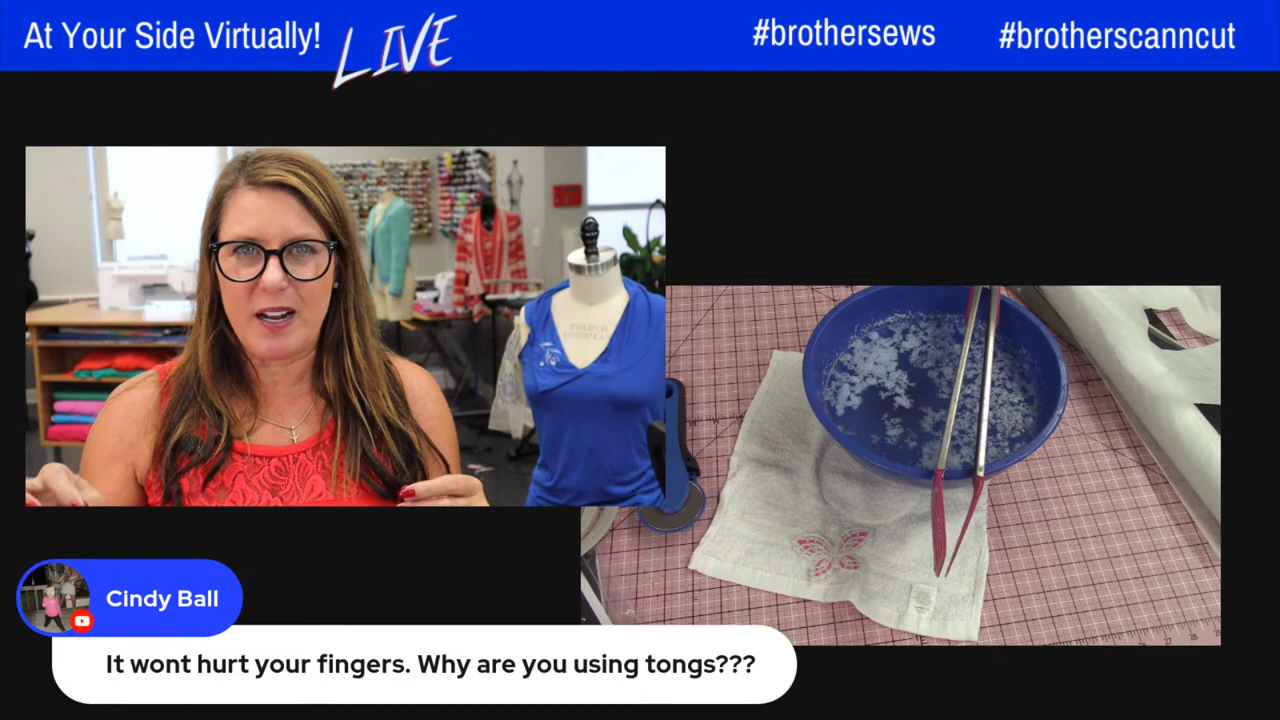 At Your Side Virtually!
LIVE
#brothersews
#brotherscanncut
Cindy Ball
It wont hurt your fingers. Why are you using tongs???